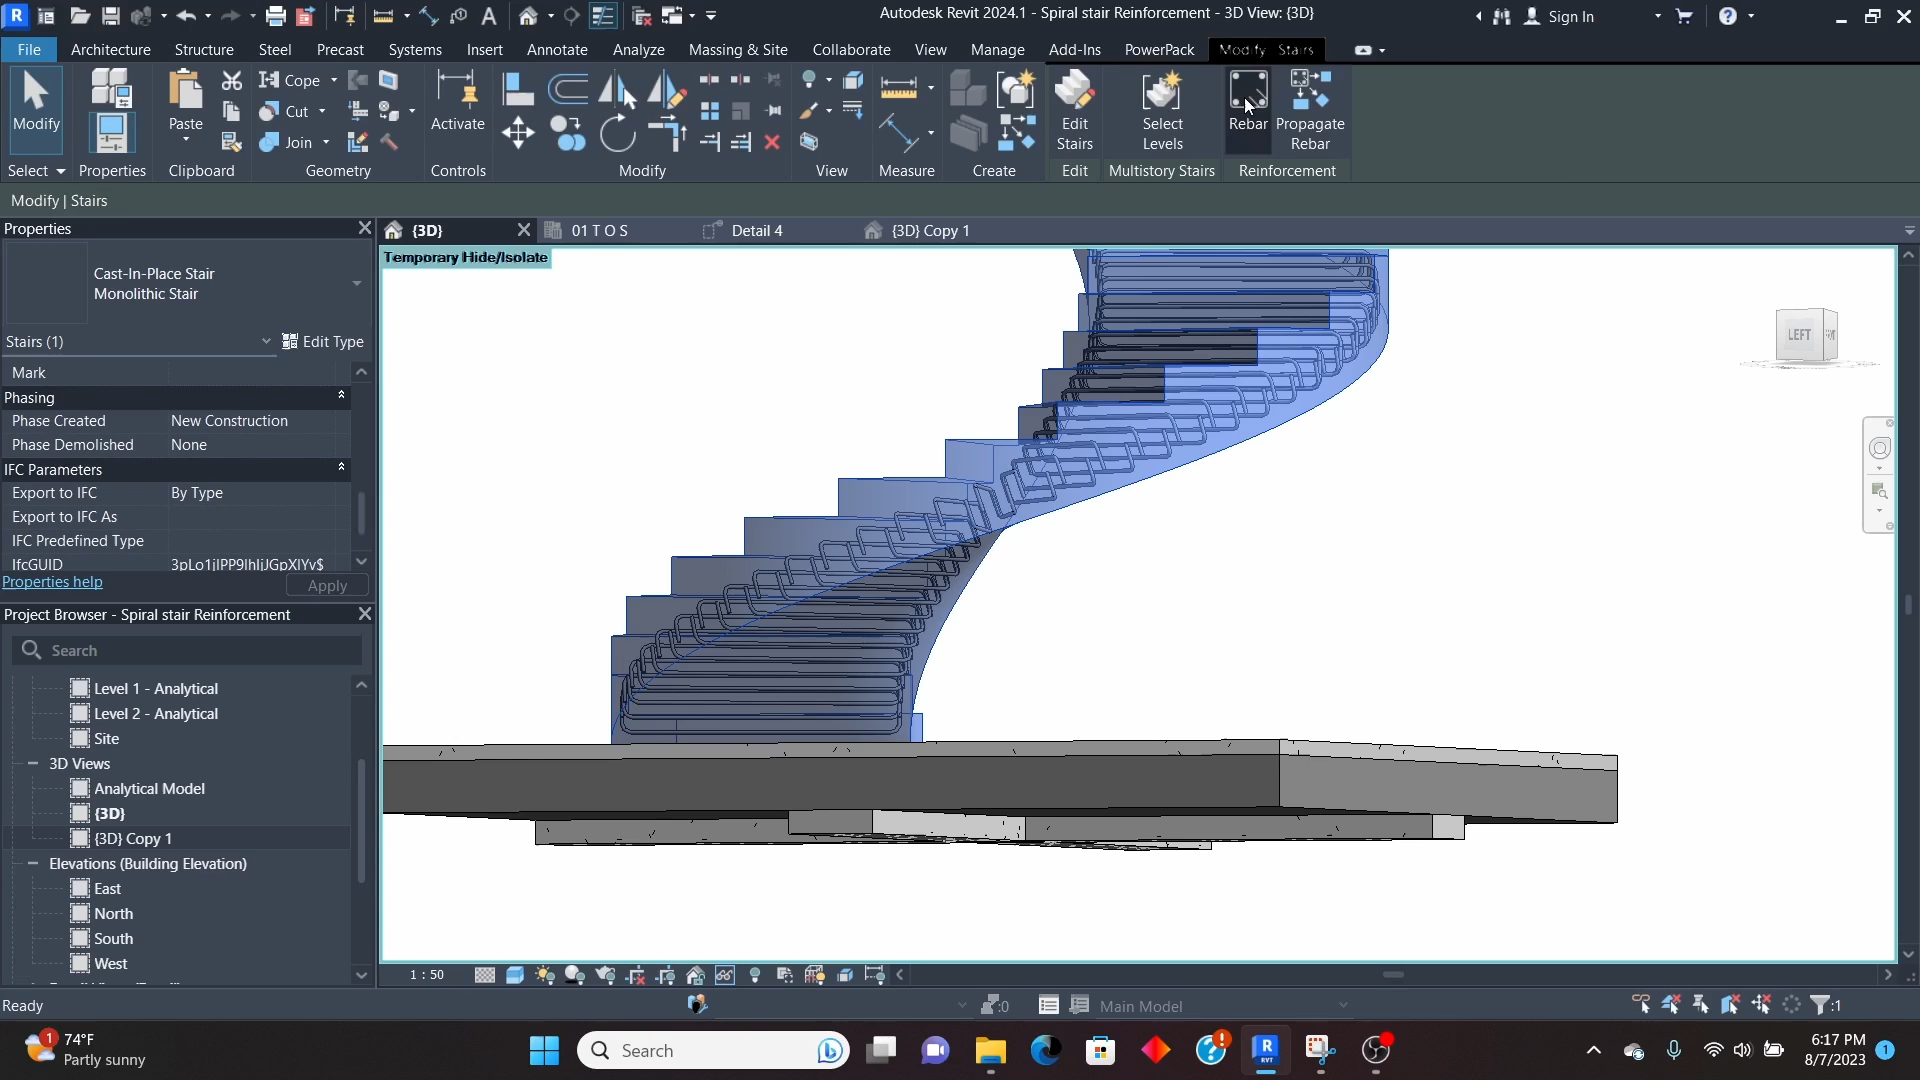 Autodesk Revit 2024.1 - Spiral stair Reinforcement - 3D View: {3D}
Sign In
File Architecture Structure Steel Precast Systems Insert Annotate Analyze Massing & Site Collaborate View Manage Add-Ins PowerPack Modify | Stairs
Modify
Paste
Cope
Cut
Join
Activate
Edit Stairs
Select Levels
Rebar
Propagate Rebar
Select Properties Clipboard Geometry Controls Modify View Measure Create Edit Multistory Stairs Reinforcement
Modify | Stairs
Properties
{3D}
01 T O S
Detail 4
{3D} Copy 1
Temporary Hide/Isolate
LEFT
Cast-In-Place Stair
Monolithic Stair
Stairs (1)
Edit Type
Mark
Phasing
Phase Created New Construction
Phase Demolished None
IFC Parameters
Export to IFC By Type
Export to IFC As
IFC Predefined Type
Properties help
Apply
Project Browser - Spiral stair Reinforcement
Search
Level 1 - Analytical
Level 2 - Analytical
Site
3D Views
Analytical Model
{3D}
{3D} Copy 1
Elevations (Building Elevation)
East
North
South
West
1 : 50
Ready
:0
Main Model
:1
74°F
Partly sunny
Search
6:17 PM
8/7/2023